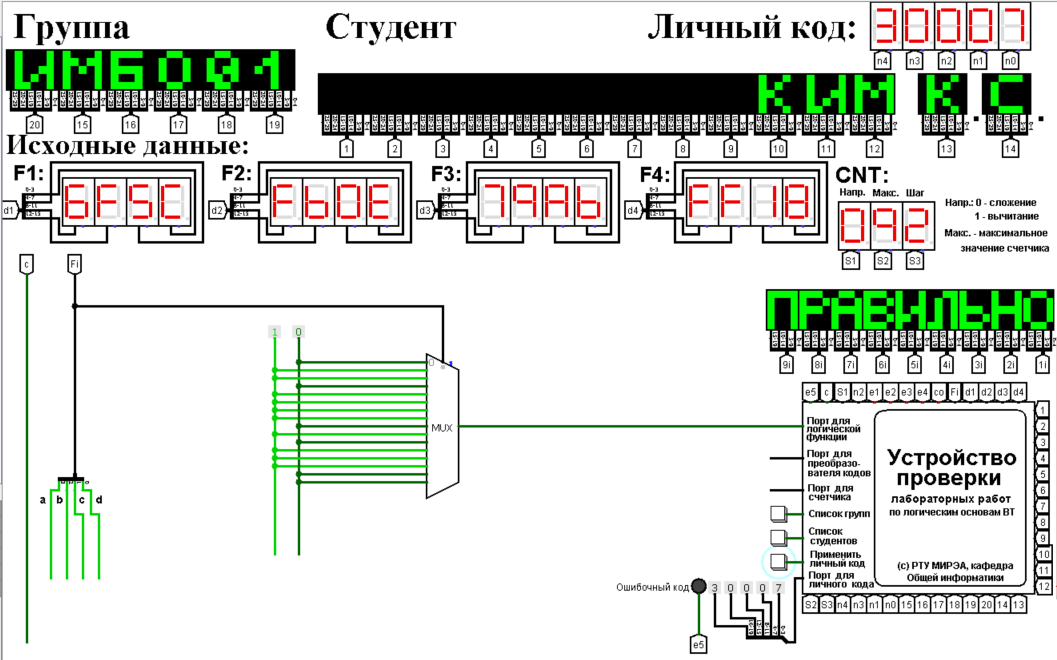 Группа
Студент
Личный код:
30007
n4 n3 n2 n1 n0
ИМБО01
КИМ К. С.
20 15 16 17 18 19
1 2 3 4 5 6 7 8 9 10 11 12 13 14
Исходные данные:
F1:
F2:
F3:
F4:
CNT:
Напр. Макс. Шаг
d1
6F5C
d2
Fb0E
d3
79Ab
d4
FF18
092
S1 S2 S3
Напр.: 0 - сложение
1 - вычитание
Макс. - максимальное
значение счетчика
c
Fi
ПРАВИЛЬНО
9i 8i 7i 6i 5i 4i 3i 2i 1i
1 0
0
MUX
e5 c S1 n2 e1 e2 e3 e4 co Fi d1 d2 d3 d4
Порт для
логической
функции
Порт для
преобразо-
вателя кодов
Порт для
счетчика
Список групп
Список
студентов
Применить
личный код
Порт для
личного кода
Устройство
проверки
лабораторных работ
по логическим основам ВТ
(с) РТУ МИРЭА, кафедра
Общей информатики
1
2
3
4
5
6
7
8
9
10
11
12
a b c d
Ошибочный код
3 0 0 0 7
S2 S3 n4 n3 n1 n0 15 16 17 18 19 20 14 13
e5